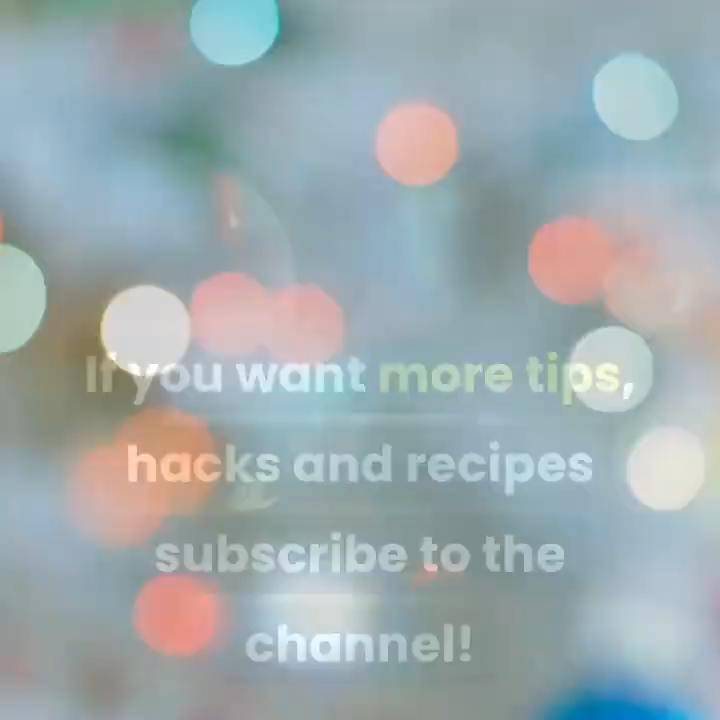 If you want more tips,
hacks and recipes
subscribe to the
channel!